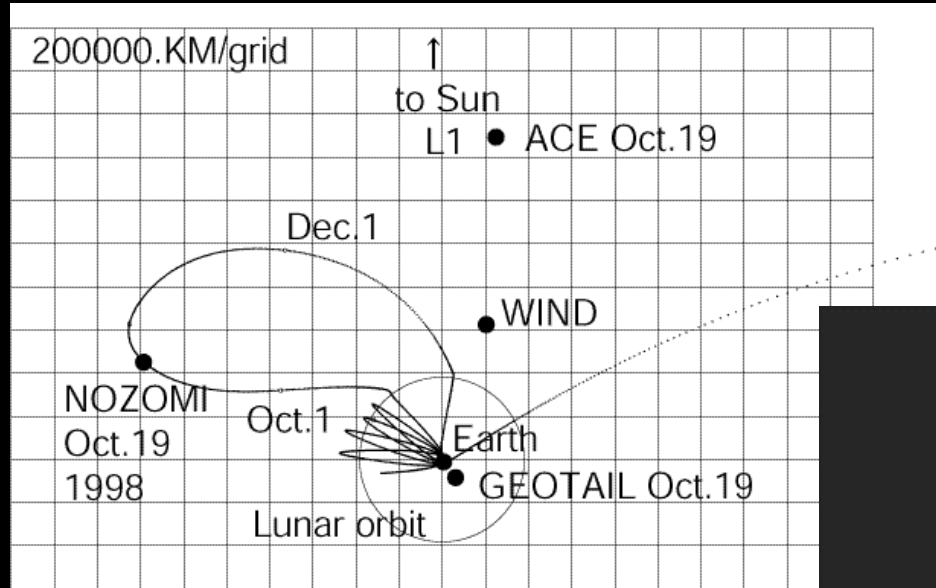 200000.KM/grid
↑
to Sun
L1
ACE Oct.19
Dec.1
WIND
NOZOMI
Oct.19
1998
Oct.1
Earth
GEOTAIL Oct.19
Lunar orbit